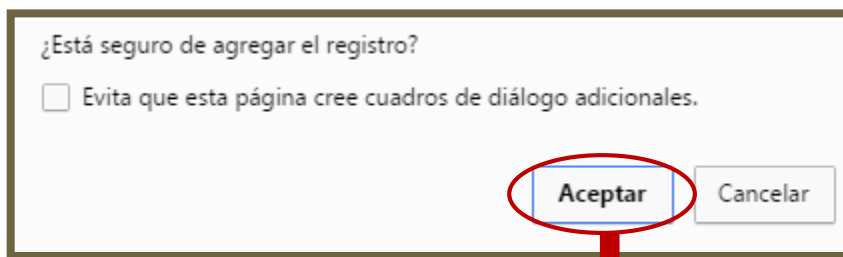 ¿Está seguro de agregar el registro?
Evita que esta página cree cuadros de diálogo adicionales.
Aceptar Cancelar